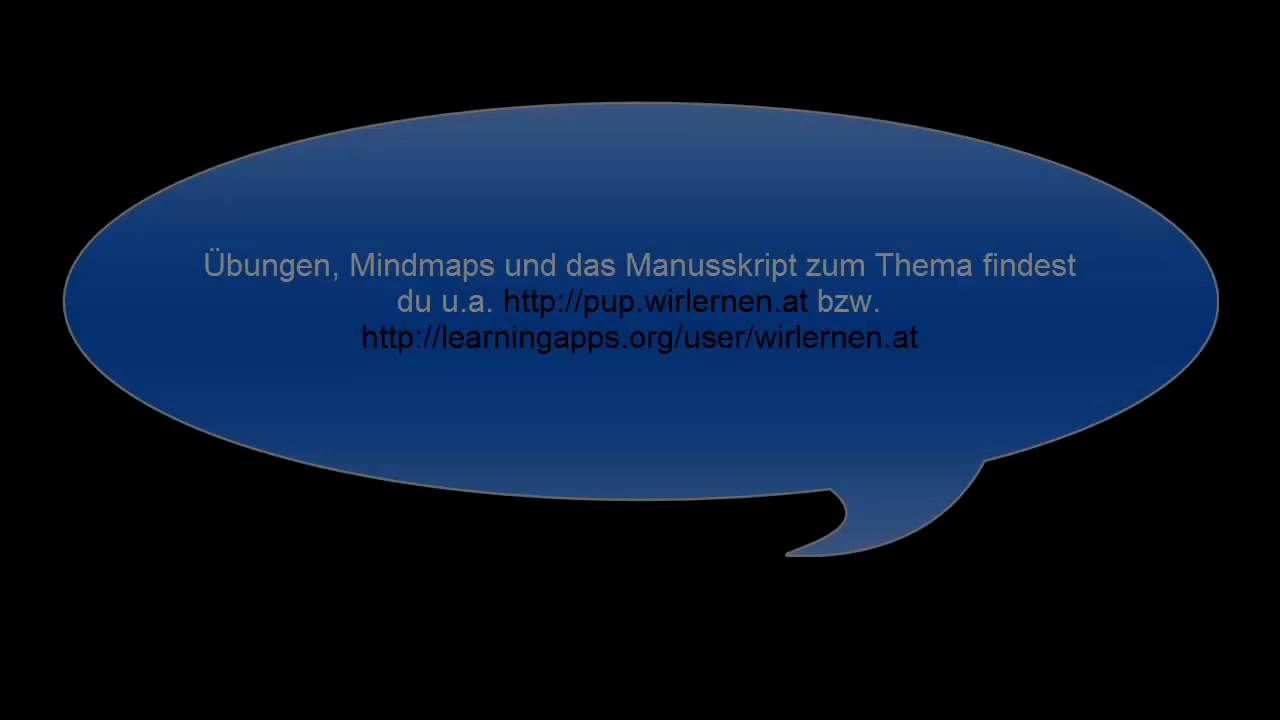 Übungen, Mindmaps und das Manusskript zum Thema findest
du u.a. http://pup.wirlernen.at bzw.
http://learningapps.org/user/wirlernen.at